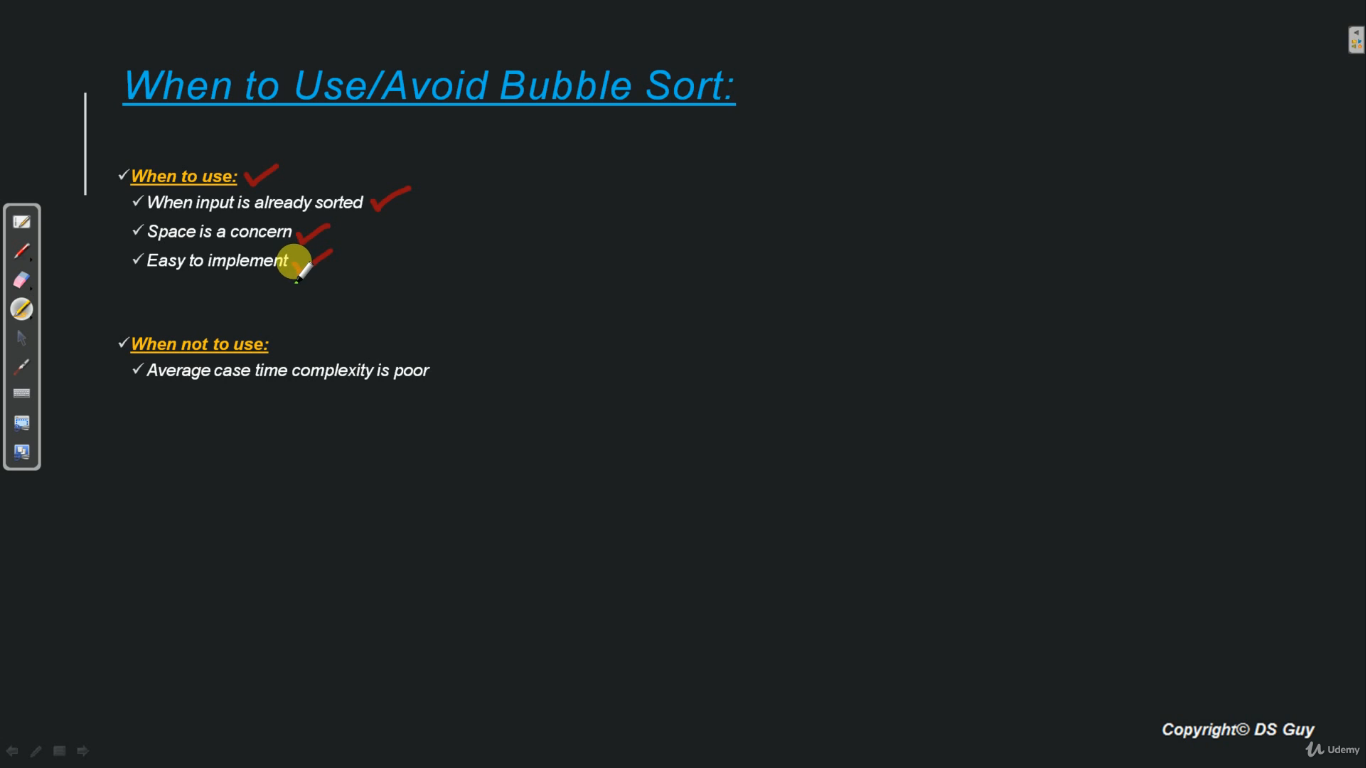 When to Use/Avoid Bubble Sort:
✓When to use:
✓When input is already sorted
✓Space is a concern
✓Easy to implement
✓When not to use:
✓Average case time complexity is poor
Copyright© DS Guy
Udemy